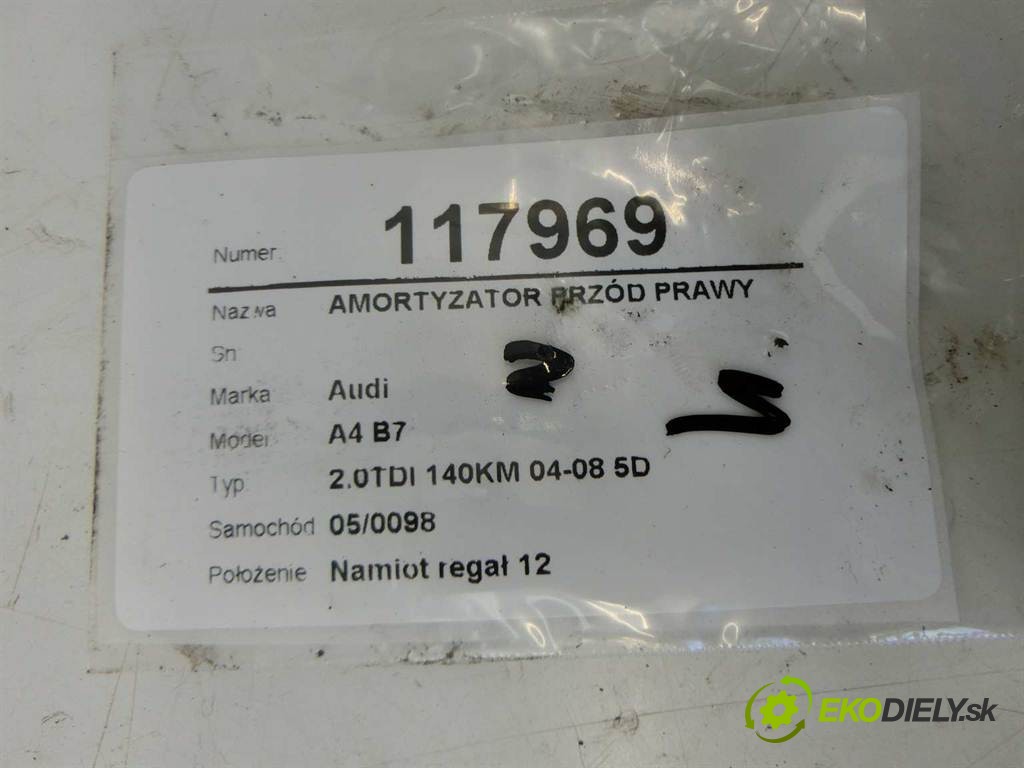 Numer 117969
Nazwa AMORTYZATOR PRZÓD PRAWY
Sn
Marka Audi
Model A4 B7
Typ 2.0TDI 140KM 04-08 5D
Samochód 05/0098
Położenie Namiot regał 12
EKODIELY.sk